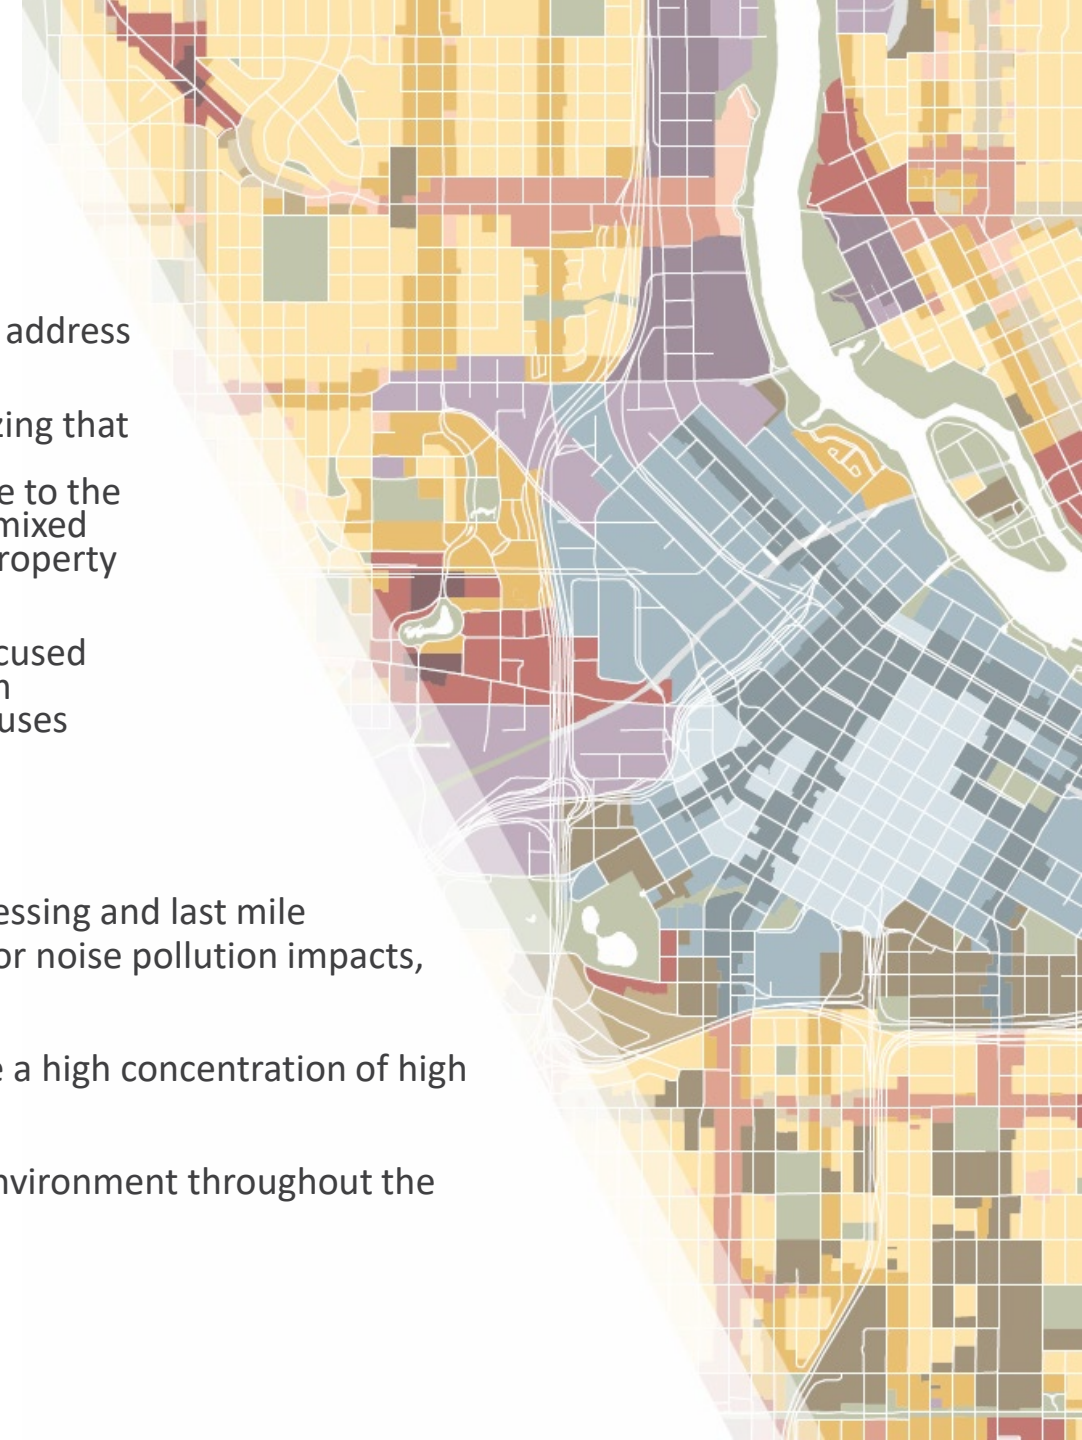 address
zing that
e to the
mixed
roperty
cused
n
uses
essing and last mile
or noise pollution impacts,
e a high concentration of high
nvironment throughout the